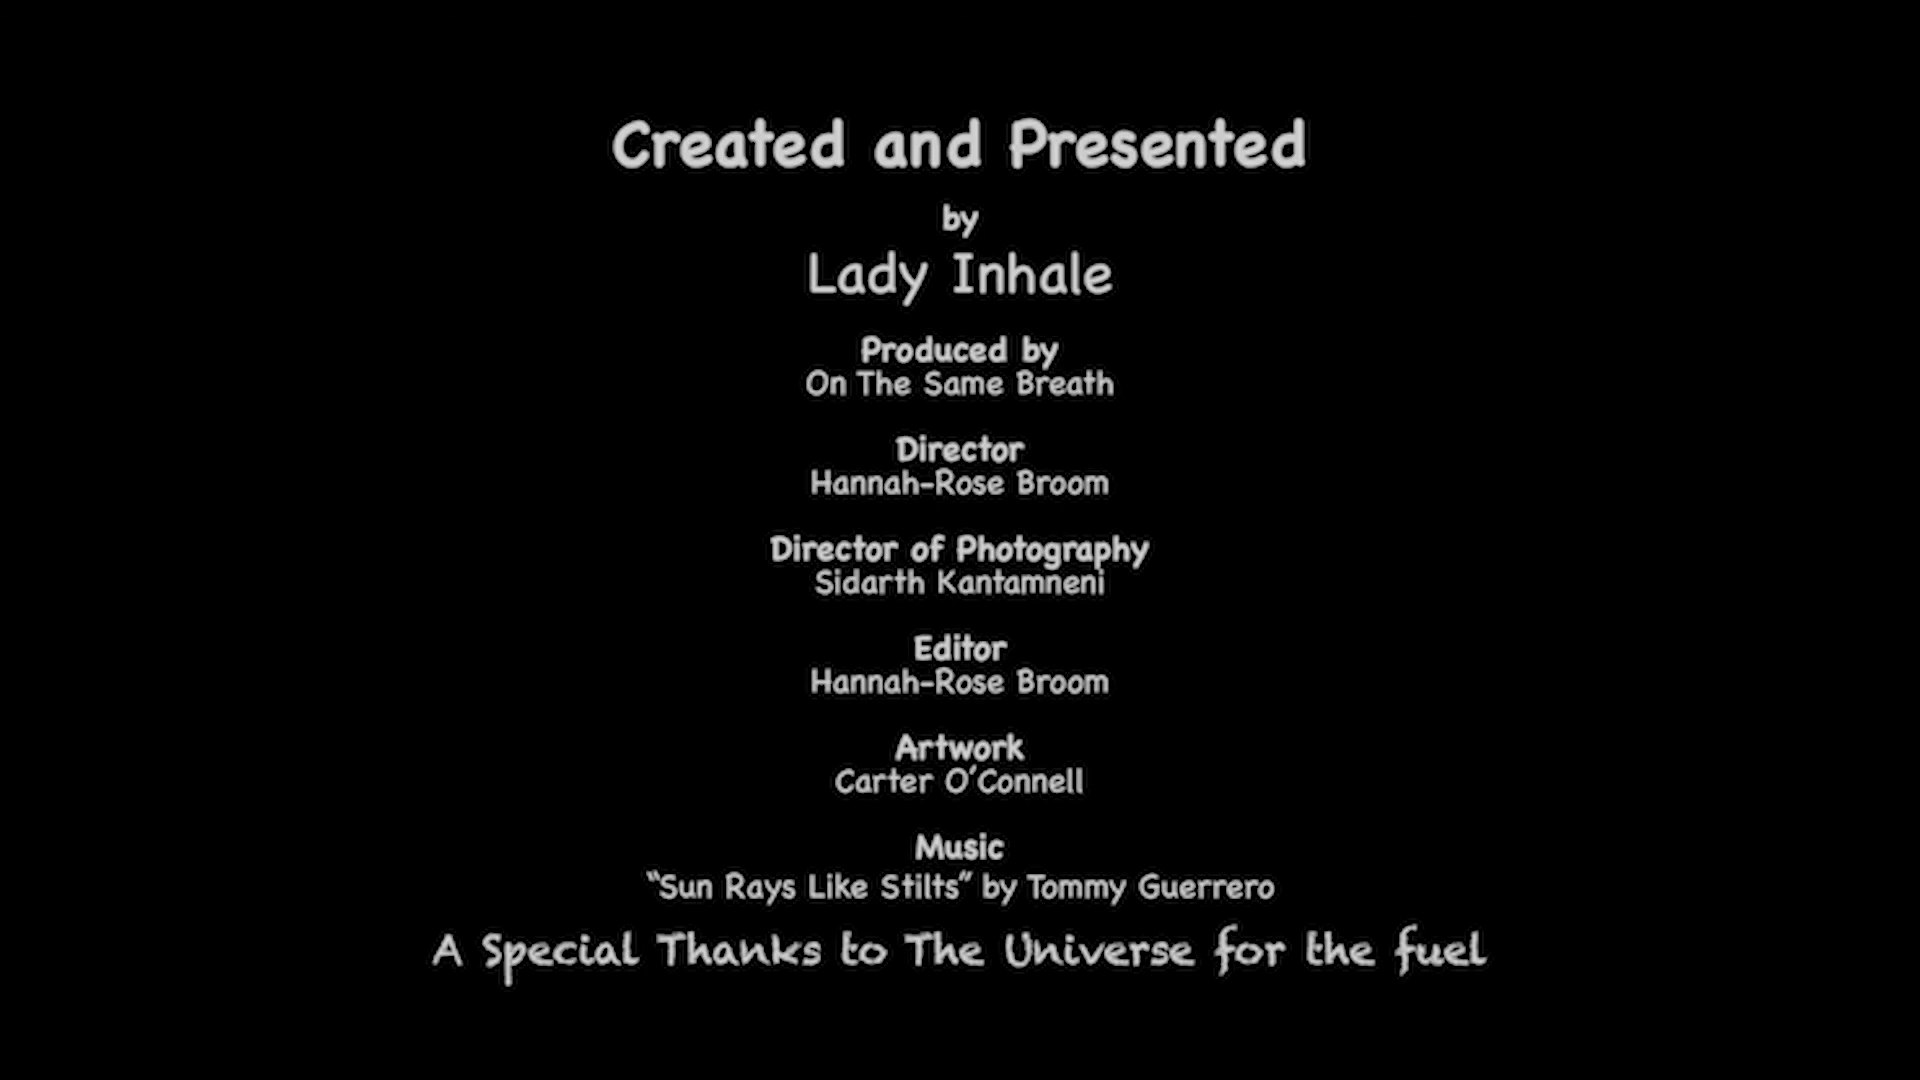 Created and Presented
by
Lady Inhale
Produced by
On The Same Breath
Director
Hannah-Rose Broom
Director of Photography
Sidarth Kantamneni
Editor
Hannah-Rose Broom
Artwork
Carter O'Connell
Music
“Sun Rays Like Stilts” by Tommy Guerrero
A Special Thanks to The Universe for the fuel